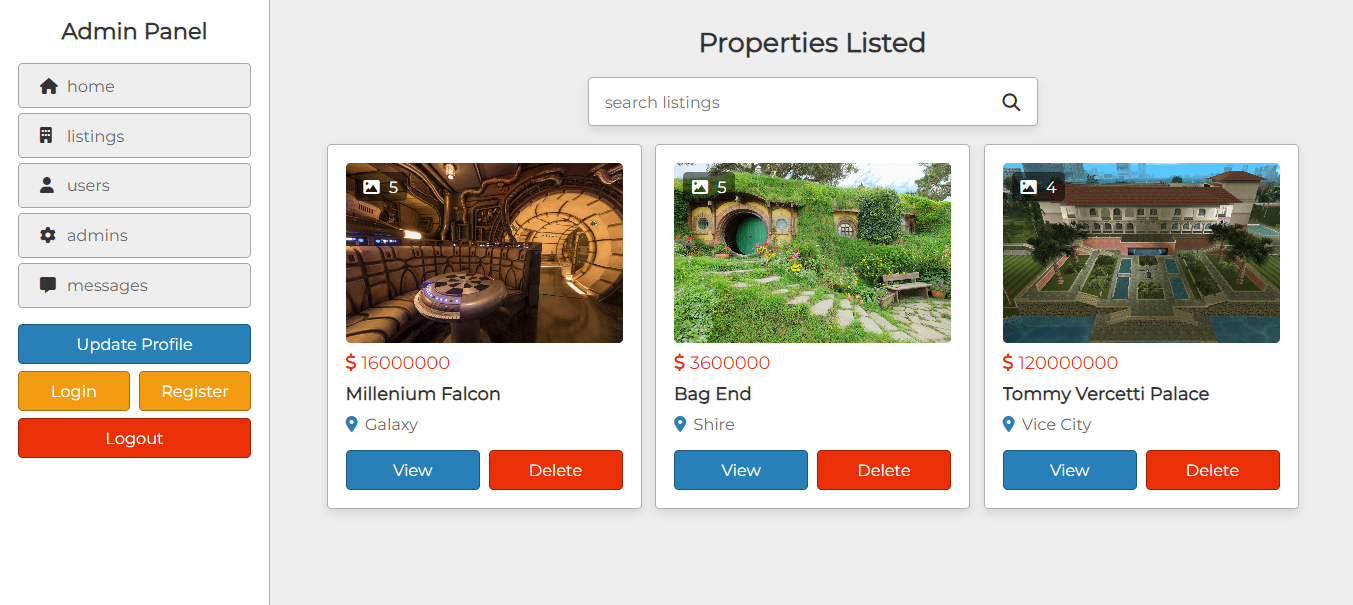 Admin Panel
home
listings
users
admins
messages
Update Profile
Login Register
Logout
Properties Listed
search listings
5
$ 16000000
Millenium Falcon
Galaxy
View Delete
5
$ 3600000
Bag End
Shire
View Delete
4
$ 120000000
Tommy Vercetti Palace
Vice City
View Delete